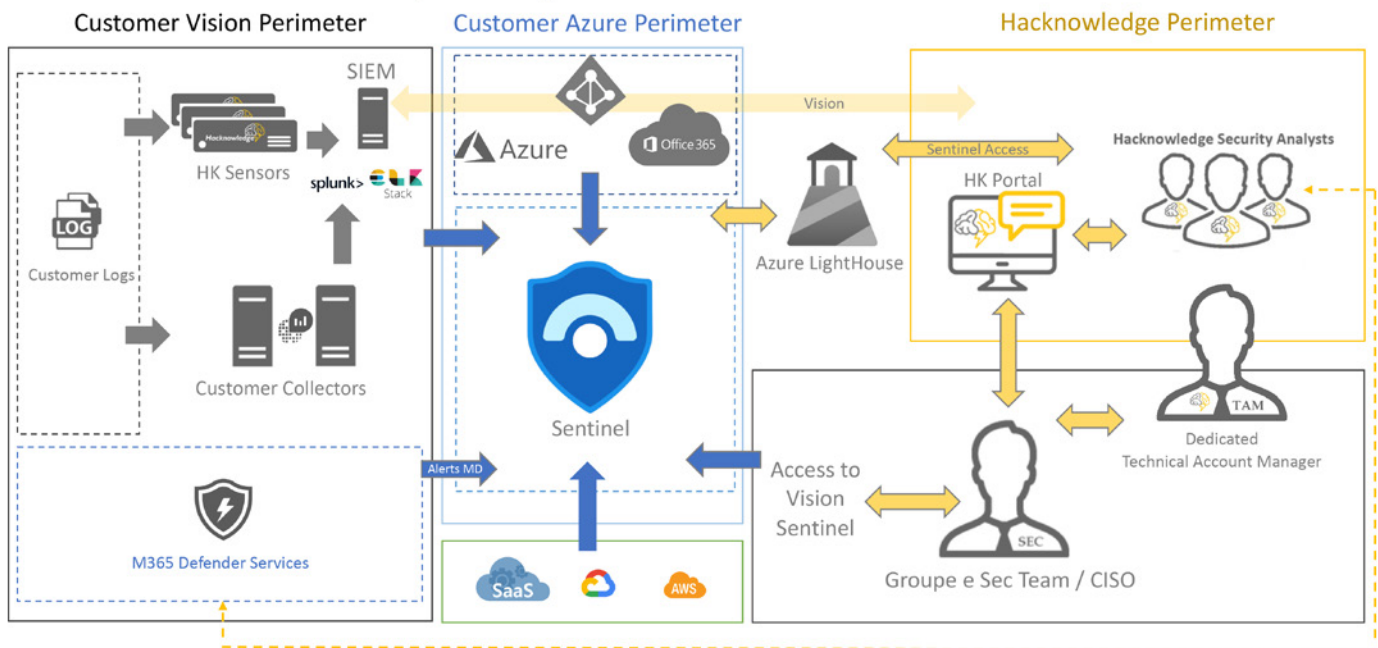 Customer Vision Perimeter
Customer Azure Perimeter
Hacknowledge Perimeter
SIEM
Hacknowledge
HK Sensors
splunk>
ELK
Stack
LOG
Customer Logs
Customer Collectors
M365 Defender Services
Vision
Azure
Office 365
Sentinel
Alerts MD
SaaS
AWS
Azure LightHouse
Sentinel Access
HK Portal
Hacknowledge Security Analysts
TAM
Dedicated
Technical Account Manager
Access to
Vision
Sentinel
SEC
Groupe e Sec Team / CISO